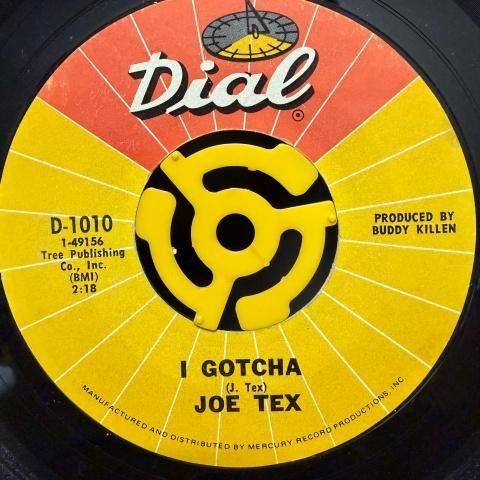 Dial
®
D-1010
1-49156
Tree Publishing
Co., Inc.
(BMI)
2:18
PRODUCED BY
BUDDY KILLEN
I GOTCHA
(J. Tex)
JOE TEX
MANUFACTURED AND DISTRIBUTED BY MERCURY RECORD PRODUCTIONS, INC.